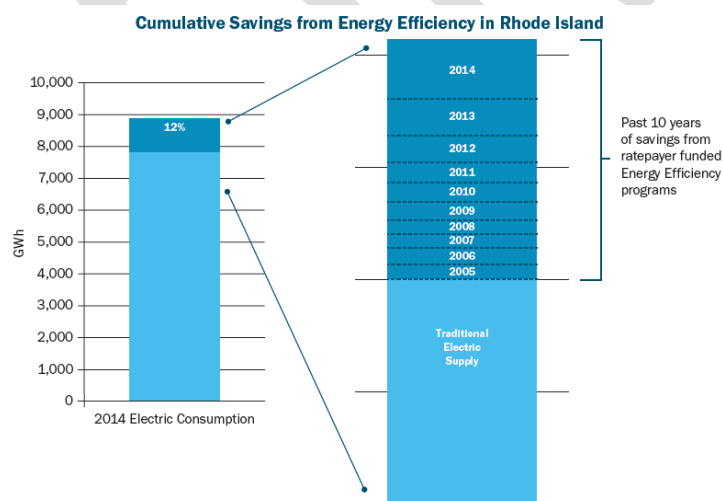 Cumulative Savings from Energy Efficiency in Rhode Island
GWh
10,000
9,000
8,000
7,000
6,000
5,000
4,000
3,000
2,000
1,000
0
12%
2014 Electric Consumption
2014
2013
2012
2011
2010
2009
2008
2007
2006
2005
Traditional
Electric
Supply
Past 10 years
of savings from
ratepayer funded
Energy Efficiency
programs